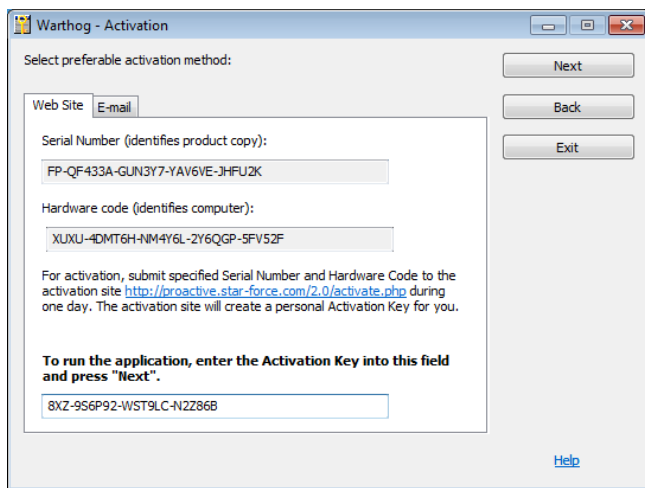 Warthog - Activation
Select preferable activation method:
Next
Web Site
E-mail
Back
Serial Number (identifies product copy):
Exit
FP-QF433A-GUN3Y7-YAV6VE-JHFU2K
Hardware code (identifies computer):
XUXU-4DMT6H-NM4Y6L-2Y6QGP-5FV52F
For activation, submit specified Serial Number and Hardware Code to the
activation site http://proactive.star-force.com/2.0/activate.php during
one day. The activation site will create a personal Activation Key for you.
To run the application, enter the Activation Key into this field
and press "Next".
8XZ-9S6P92-WST9LC-N2Z86B
Help